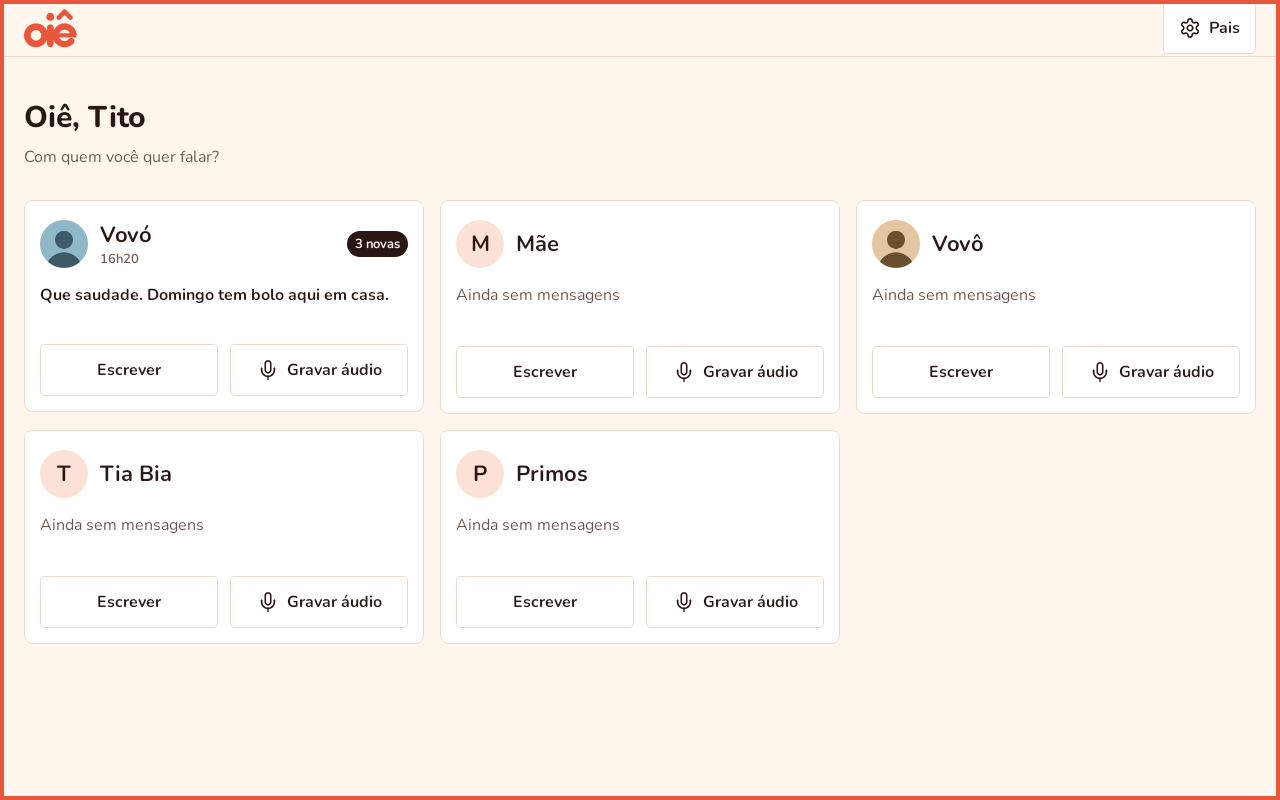 oiê
Pais
Oiê, Tito
Com quem você quer falar?
Vovó
16h20
3 novas
Que saudade. Domingo tem bolo aqui em casa.
Escrever
Gravar áudio
M
Mãe
Ainda sem mensagens
Escrever
Gravar áudio
Vovô
Ainda sem mensagens
Escrever
Gravar áudio
T
Tia Bia
Ainda sem mensagens
Escrever
Gravar áudio
P
Primos
Ainda sem mensagens
Escrever
Gravar áudio